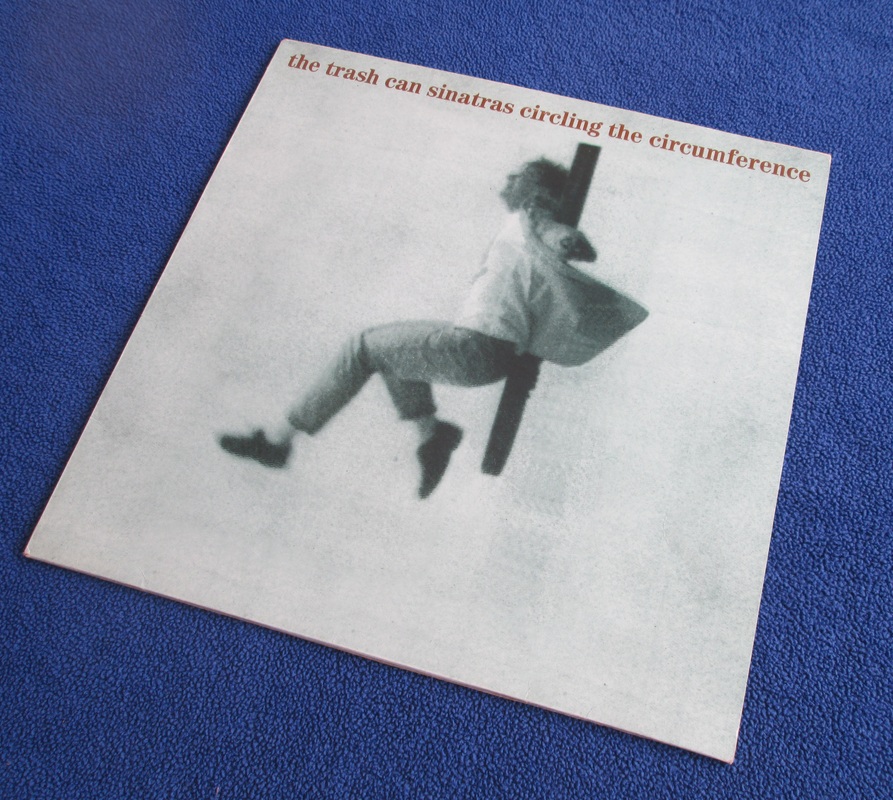 the trash can sinatras circling the circumference